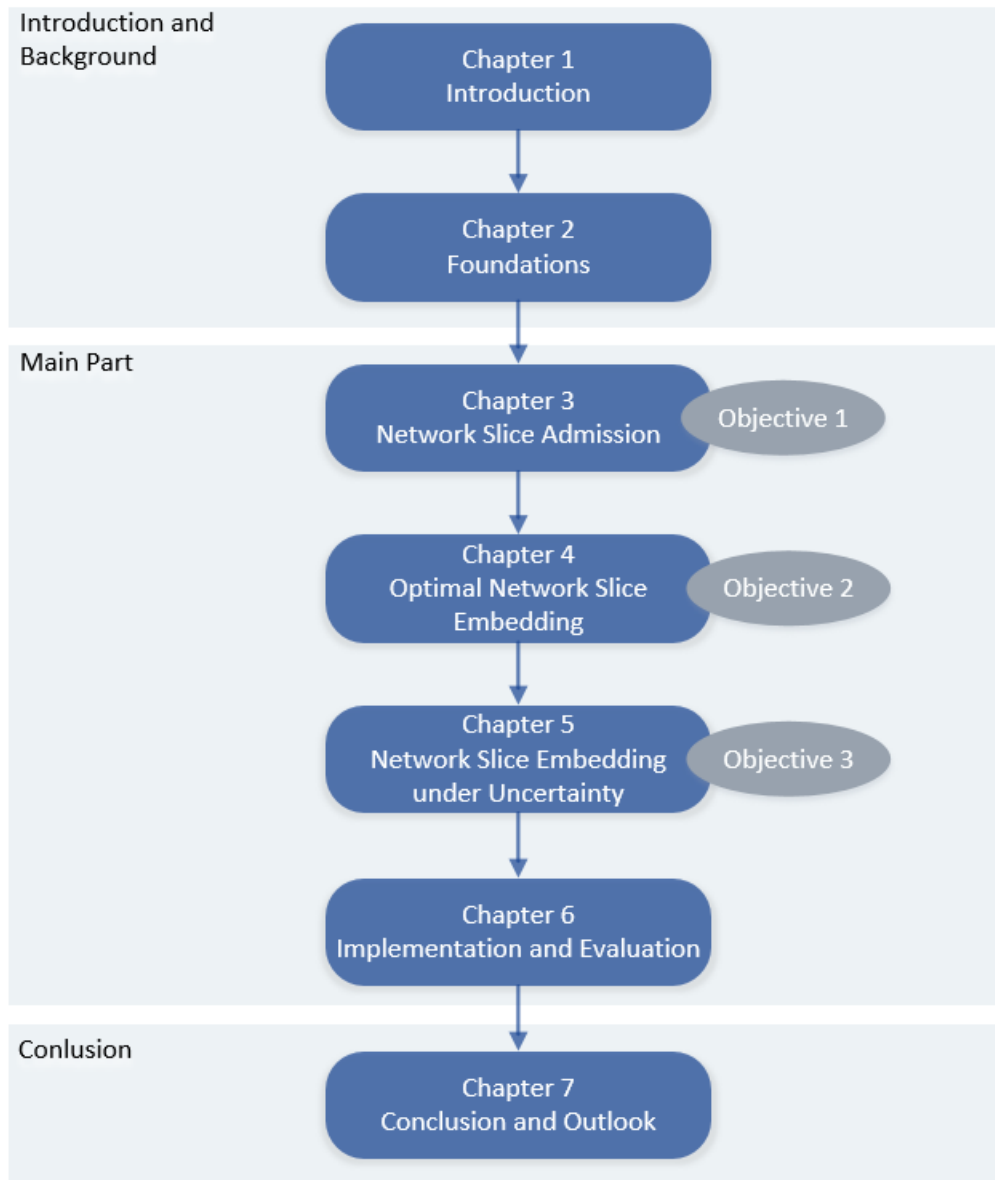 Introduction and
Background
Chapter 1
Introduction
Chapter 2
Foundations
Main Part
Chapter 3
Network Slice Admission
Objective 1
Chapter 4
Optimal Network Slice
Embedding
Objective 2
Chapter 5
Network Slice Embedding
under Uncertainty
Objective 3
Chapter 6
Implementation and Evaluation
Conlusion
Chapter 7
Conclusion and Outlook